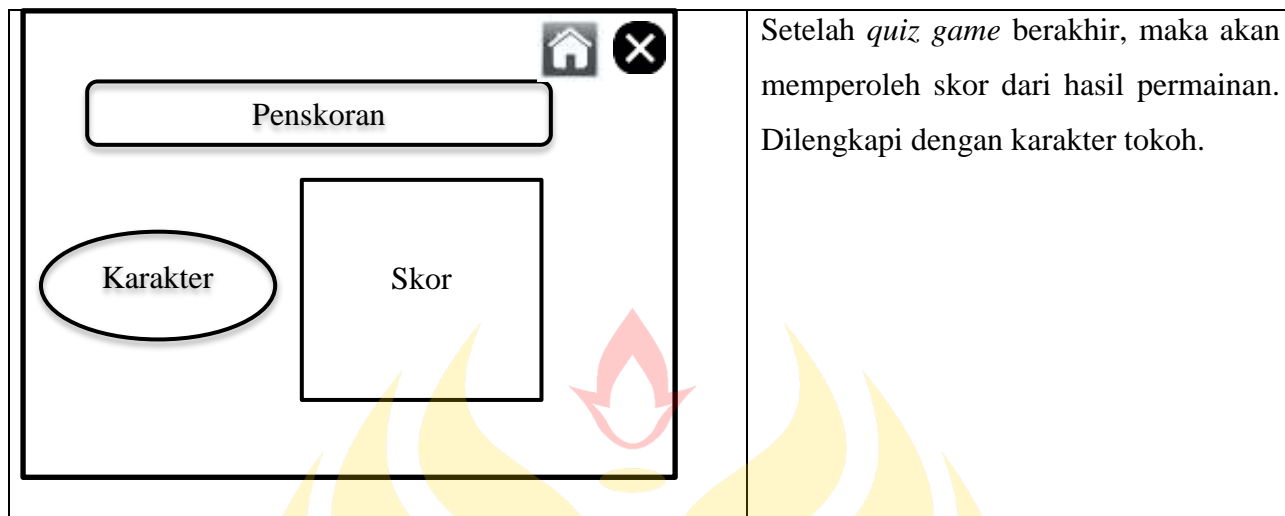 Penskoran
Karakter
Skor
Setelah quiz game berakhir, maka akan
memperoleh skor dari hasil permainan.
Dilengkapi dengan karakter tokoh.